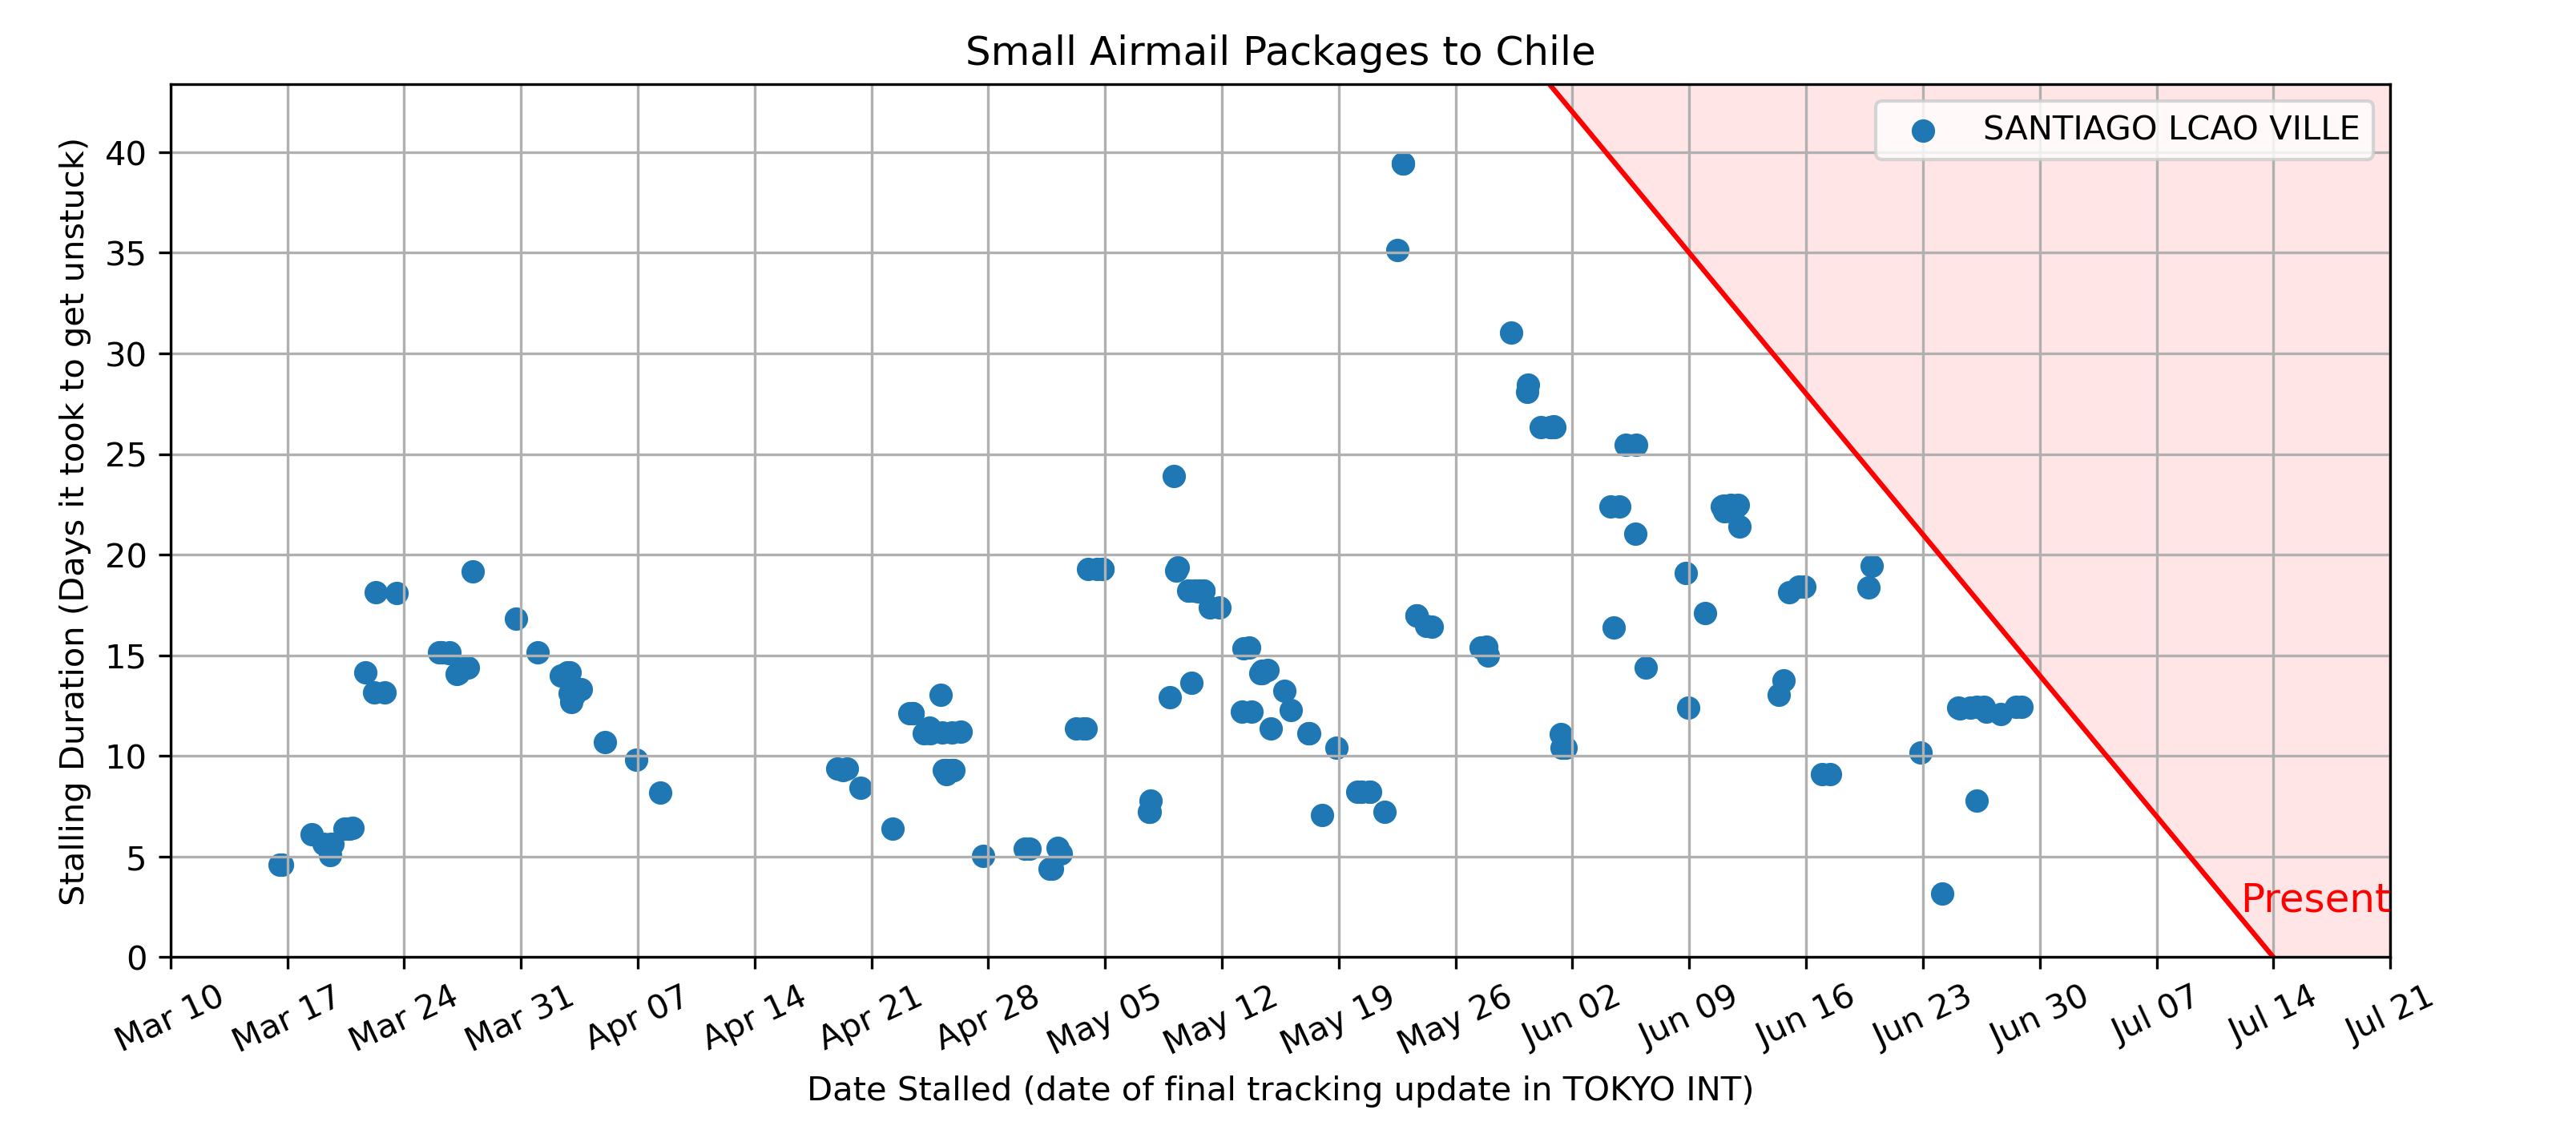 Small Airmail Packages to Chile
SANTIAGO LCAO VILLE
Stalling Duration (Days it took to get unstuck)
40
35
30
25
20
15
10
5
0
Present
Mar 10
Mar 17
Mar 24
Mar 31
Apr 07
Apr 14
Apr 21
Apr 28
May 05
May 12
May 19
May 26
Jun 02
Jun 09
Jun 16
Jun 23
Jun 30
Jul 07
Jul 14
Jul 21
Date Stalled (date of final tracking update in TOKYO INT)